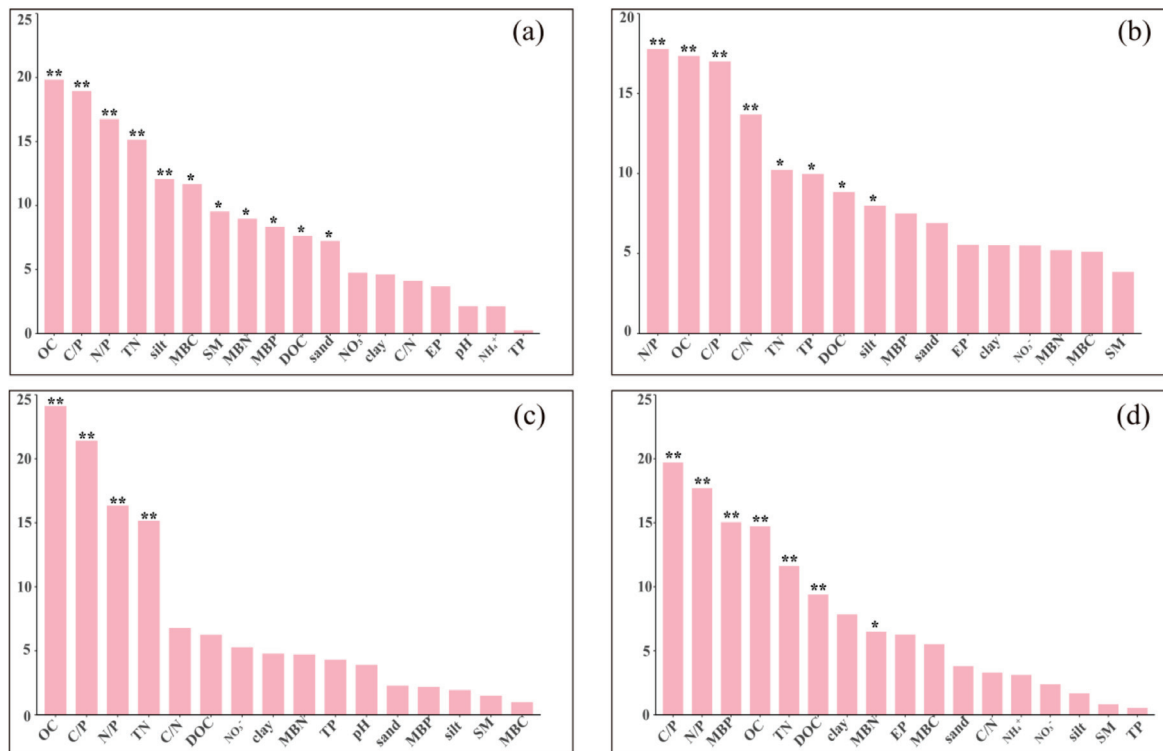 (a)
25
20
15
10
5
0
** ** ** ** ** * * * * * *
OC C/P N/P TN silt MBC SM MBN MBP DOC sand NO₃⁻ clay C/N EP pH NH₄⁺ TP
(b)
20
15
10
5
0
** ** ** ** * * * *
N/P OC C/P C/N TN TP DOC silt MBP sand EP clay NO₃⁻ MBN MBC SM
(c)
25
20
15
10
5
0
** ** ** **
OC C/P N/P TN C/N DOC NO₃⁻ clay MBN TP pH sand MBP silt SM MBC
(d)
25
20
15
10
5
0
** ** ** ** ** ** *
C/P N/P MBP OC TN DOC clay MBN EP MBC sand C/N NH₄⁺ NO₃⁻ silt SM TP